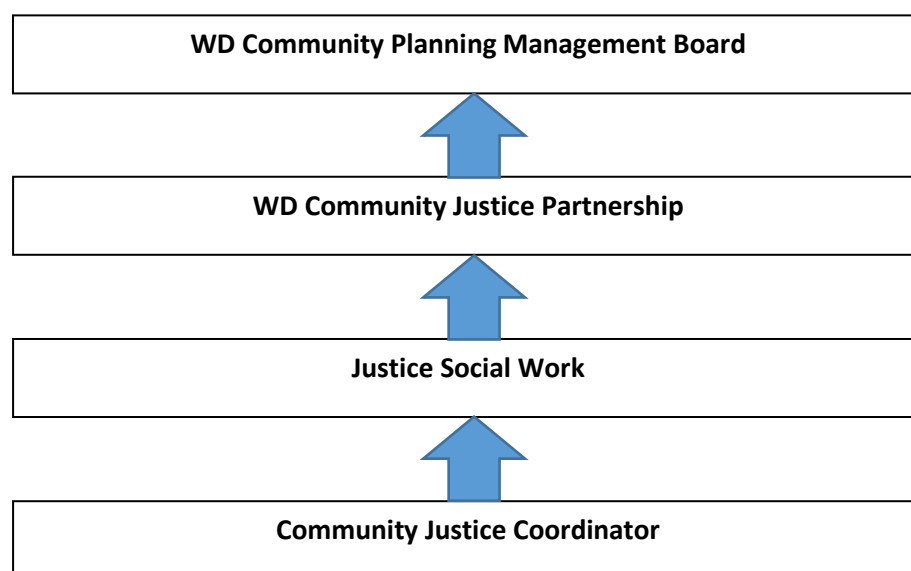 WD Community Planning Management Board
WD Community Justice Partnership
Justice Social Work
Community Justice Coordinator